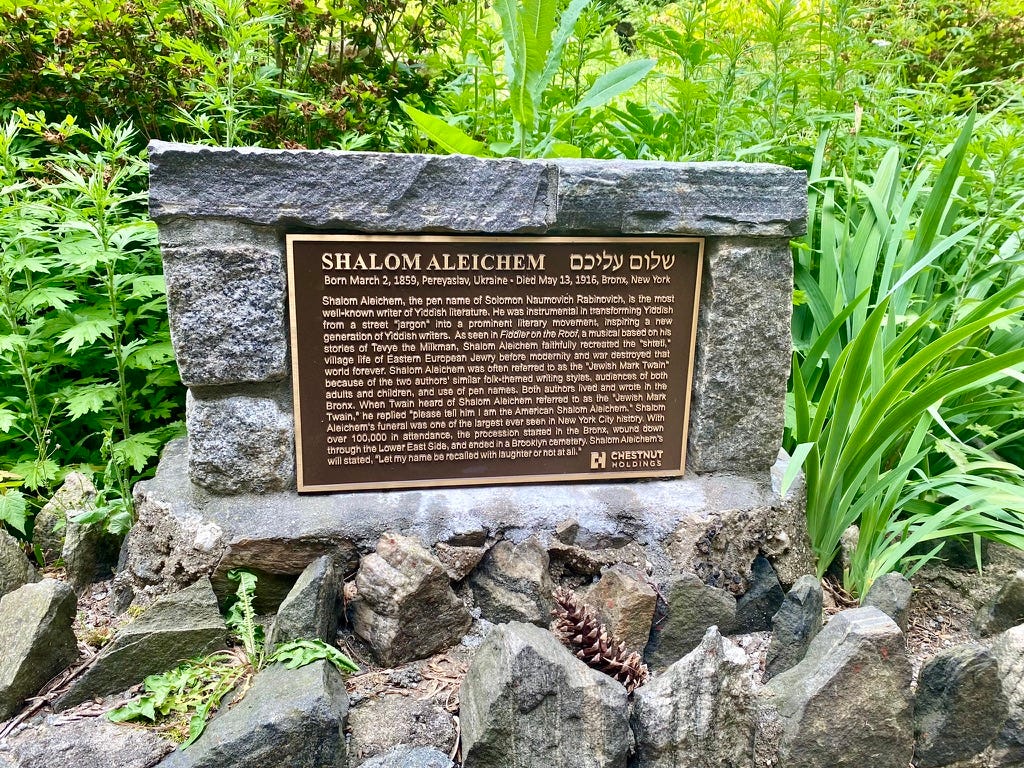 SHALOM ALEICHEM שלום עליכם
Born March 2, 1859, Pereyaslav, Ukraine - Died May 13, 1916, Bronx, New York
Shalom Aleichem, the pen name of Solomon Naumovich Rabinovich, is the most
well-known writer of Yiddish literature. He was instrumental in transforming Yiddish
from a street "jargon" into a prominent literary movement, inspiring a new
generation of Yiddish writers. As seen in Fiddler on the Roof, a musical based on his
stories of Tevye the Milkman, Shalom Aleichem faithfully recreated the "shtetl,"
village life of Eastern European Jewry before modernity and war destroyed that
world forever. Shalom Aleichem was often referred to as the "Jewish Mark Twain"
because of the two authors' similar folk-themed writing styles, audiences of both
adults and children, and use of pen names. Both authors lived and wrote in the
Bronx. When Twain heard of Shalom Aleichem referred to as the "Jewish Mark
Twain," he replied "please tell him I am the American Shalom Aleichem." Shalom
Aleichem's funeral was one of the largest ever seen in New York City history. With
over 100,000 in attendance, the procession started in the Bronx, wound down
through the Lower East Side, and ended in a Brooklyn cemetery. Shalom Aleichem's
will stated, "Let my name be recalled with laughter or not at all."
CHESTNUT
HOLDINGS